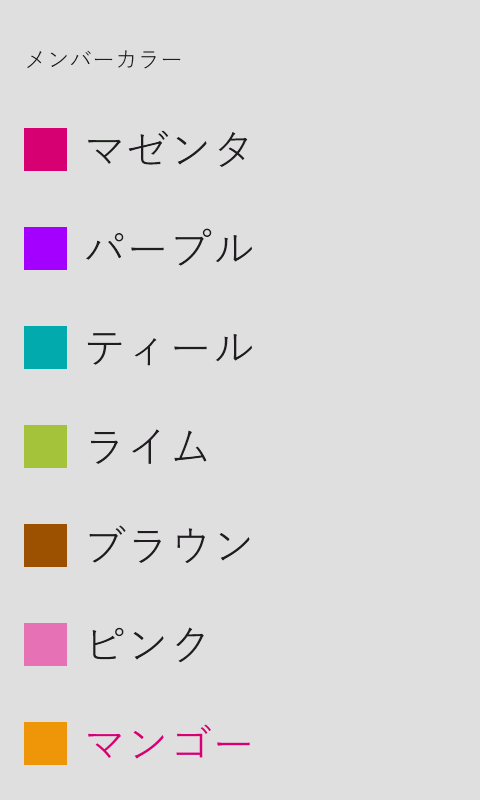 メンバーカラー
マゼンタ
パープル
ティール
ライム
ブラウン
ピンク
マンゴー